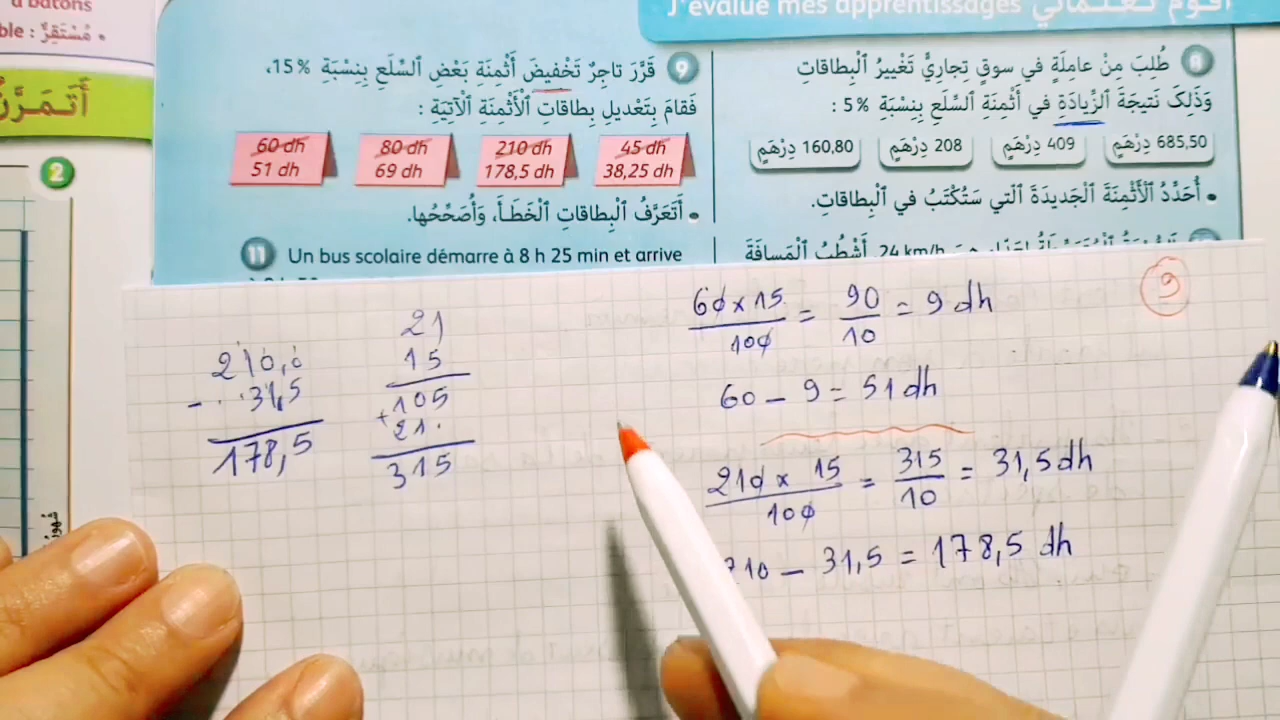 à bâtons
• مُسْتَقِرٌّ :
أَتَمَرَّنُ
2
J'évalue mes apprentissages أُقَوِّمُ تَعَلُّماتي
8 طُلِبَ مِنْ عامِلَةٍ في سوقٍ تِجارِيٍّ تَغْييرُ ٱلْبِطاقاتِ
وَذَلِكَ نَتيجَةَ ٱلزِّيادَةِ في أَثْمِنَةِ ٱلسِّلَعِ بِنِسْبَةِ %5 :
685,50 دِرْهَمٍ
409 دِرْهَمٍ
208 دِرْهَمٍ
160,80 دِرْهَمٍ
• أُحَدِّدُ ٱلْأَثْمِنَةَ ٱلْجَديدَةَ ٱلَّتي سَتُكْتَبُ في ٱلْبِطاقاتِ.
24 km/h. أَشْطُبُ ٱلْمَسافَةَ
9 قَرَّرَ تاجِرٌ تَخْفيضَ أَثْمِنَةِ بَعْضِ ٱلسِّلَعِ بِنِسْبَةِ %15،
فَقامَ بِتَعْديلِ بِطاقاتِ ٱلْأَثْمِنَةِ ٱلْآتِيَةِ :
45 dh
38,25 dh
210 dh
178,5 dh
80 dh
69 dh
60 dh
51 dh
• أَتَعَرَّفُ ٱلْبِطاقاتِ ٱلْخَطَأَ، وَأُصَحِّحُها.
11 Un bus scolaire démarre à 8 h 25 min et arrive
9
60 × 15
100
= 90
10
= 9 dh
60 - 9 = 51 dh
210 × 15
100
= 315
10
= 31,5 dh
210 - 31,5 = 178,5 dh
21
15
105
+ 21.
315
210,0
- 31,5
178,5